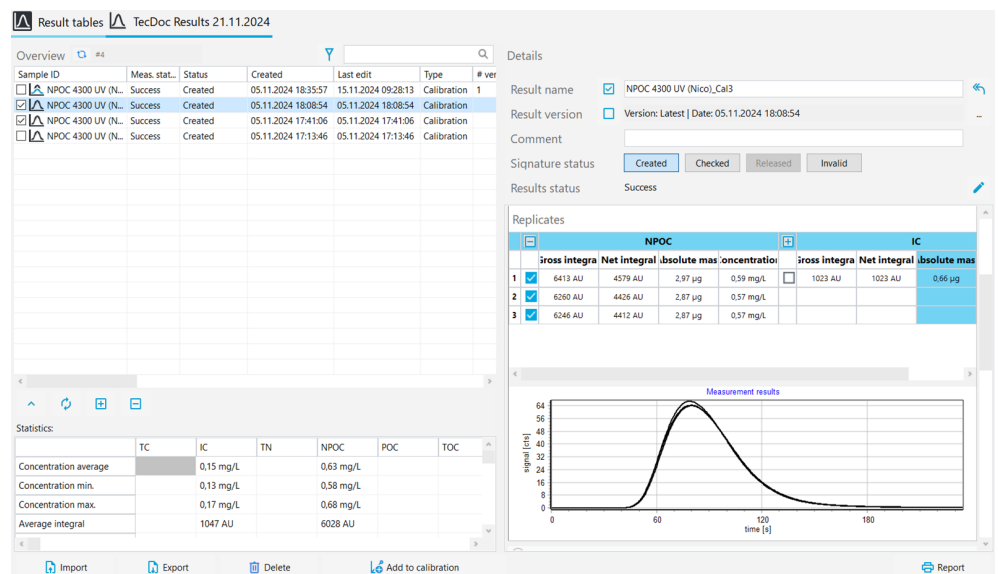 Result tables TecDoc Results 21.11.2024
Overview #4
Sample ID Meas. stat... Status Created Last edit Type # ver
NPOC 4300 UV (N... Success Created 05.11.2024 18:35:57 15.11.2024 09:28:13 Calibration 1
NPOC 4300 UV (N... Success Created 05.11.2024 18:08:54 05.11.2024 18:08:54 Calibration
NPOC 4300 UV (N... Success Created 05.11.2024 17:41:06 05.11.2024 17:41:06 Calibration
NPOC 4300 UV (N... Success Created 05.11.2024 17:13:46 05.11.2024 17:13:46 Calibration
Statistics:
TC IC TN NPOC POC TOC
Concentration average 0,15 mg/L 0,63 mg/L
Concentration min. 0,13 mg/L 0,58 mg/L
Concentration max. 0,17 mg/L 0,68 mg/L
Average integral 1047 AU 6028 AU
Import Export Delete Add to calibration
Details
Result name NPOC 4300 UV (Nico)_Cal3
Result version Version: Latest | Date: 05.11.2024 18:08:54 ...
Comment
Signature status Created Checked Released Invalid
Results status Success
Replicates
NPOC IC
Gross integra Net integral Absolute mas Concentration Gross integra Net integral Absolute mas
1 6413 AU 4579 AU 2,97 µg 0,59 mg/L 1023 AU 1023 AU 0,66 µg
2 6260 AU 4426 AU 2,87 µg 0,57 mg/L
3 6246 AU 4412 AU 2,87 µg 0,57 mg/L
Measurement results
signal [cts]
64
56
48
40
32
24
16
8
0
0 60 120 180
time [s]
Report